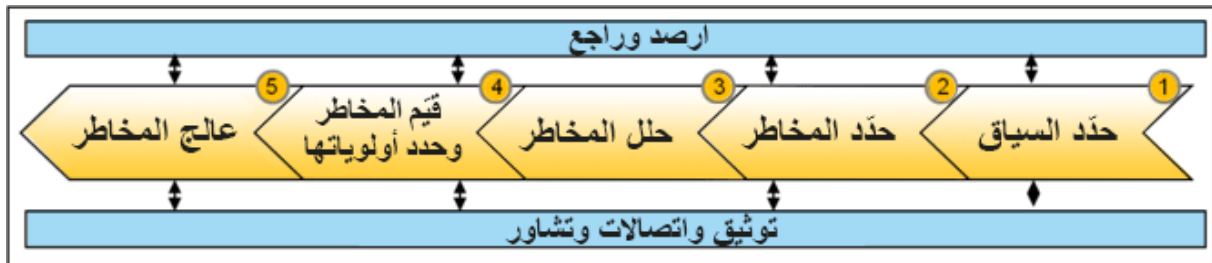 ارصد وراجع
1
حدّد السياق
2
حدّد المخاطر
3
حلل المخاطر
4
قيّم المخاطر
وحدد أولوياتها
5
عالج المخاطر
توثيق واتصالات وتشاور